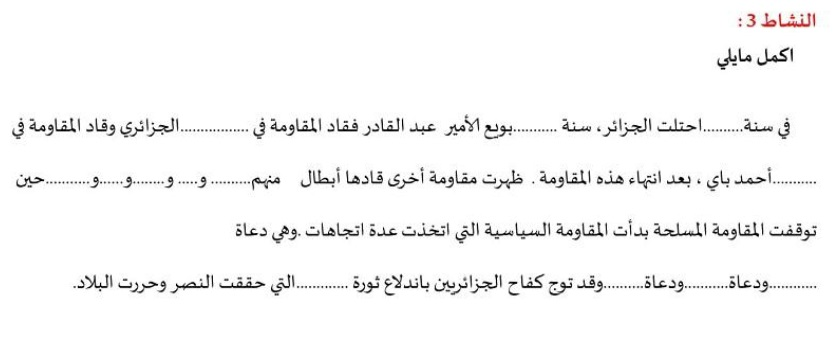 النشاط 3 :
اكمل مايلي
في سنة..........احتلت الجزائر ، سنة ...........بويع الأمير عبد القادر فقاد المقاومة في .................الجزائري وقاد المقاومة في
...........أحمد باي ، بعد انتهاء هذه المقاومة . ظهرت مقاومة أخرى قادها أبطال منهم..........و .....و........و......و...........حين
توقفت المقاومة المسلحة بدأت المقاومة السياسية التي اتخذت عدة اتجاهات .وهي دعاة
............ودعاة...........ودعاة..........وقد توج كفاح الجزائريين باندلاع ثورة .............التي حققت النصر وحررت البلاد.